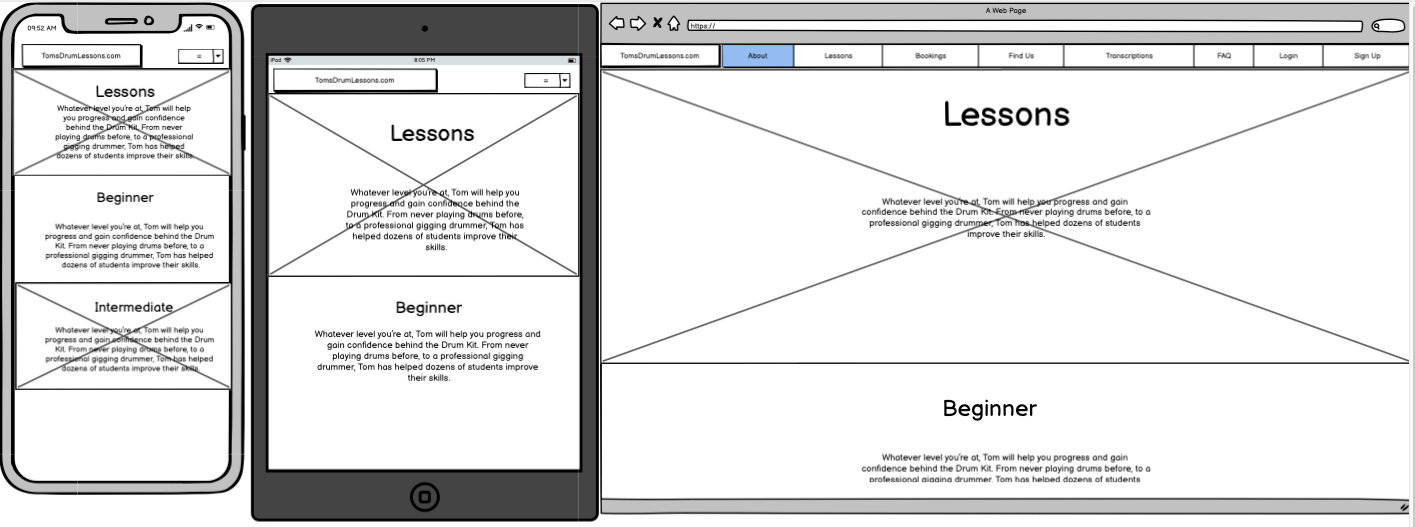 09:52 AM
TomsDrumLessons.com
=
Lessons
Whatever level you're at, Tom will help
you progress and gain confidence
behind the Drum Kit. From never
playing drums before, to a professional
gigging drummer, Tom has helped
dozens of students improve their skills.
Beginner
Whatever level you're at, Tom will help you
progress and gain confidence behind the Drum
Kit. From never playing drums before, to a
professional gigging drummer, Tom has helped
dozens of students improve their skills.
Intermediate
Whatever level you're at, Tom will help you
progress and gain confidence behind the Drum
Kit. From never playing drums before, to a
professional gigging drummer, Tom has helped
dozens of students improve their skills.
iPad
8:05 PM
TomsDrumLessons.com
=
Lessons
Whatever level you're at, Tom will help you
progress and gain confidence behind the
Drum Kit. From never playing drums before,
to a professional gigging drummer, Tom has
helped dozens of students improve their
skills.
Beginner
Whatever level you're at, Tom will help you progress and
gain confidence behind the Drum Kit. From never
playing drums before, to a professional gigging
drummer, Tom has helped dozens of students improve
their skills.
A Web Page
https://
TomsDrumLessons.com About Lessons Bookings Find Us Transcriptions FAQ Login Sign Up
Lessons
Whatever level you're at, Tom will help you progress and gain
confidence behind the Drum Kit. From never playing drums before, to a
professional gigging drummer, Tom has helped dozens of students
improve their skills.
Beginner
Whatever level you're at, Tom will help you progress and gain
confidence behind the Drum Kit. From never playing drums before, to a
professional gigging drummer, Tom has helped dozens of students